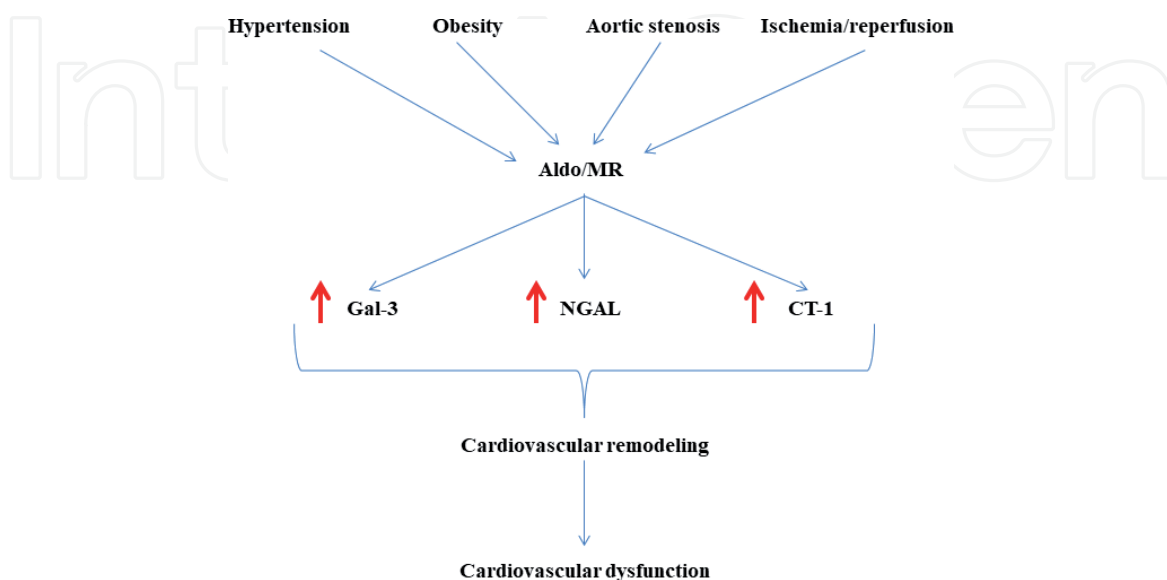 Hypertension Obesity Aortic stenosis Ischemia/reperfusion
Aldo/MR
Gal-3 NGAL CT-1
Cardiovascular remodeling
Cardiovascular dysfunction